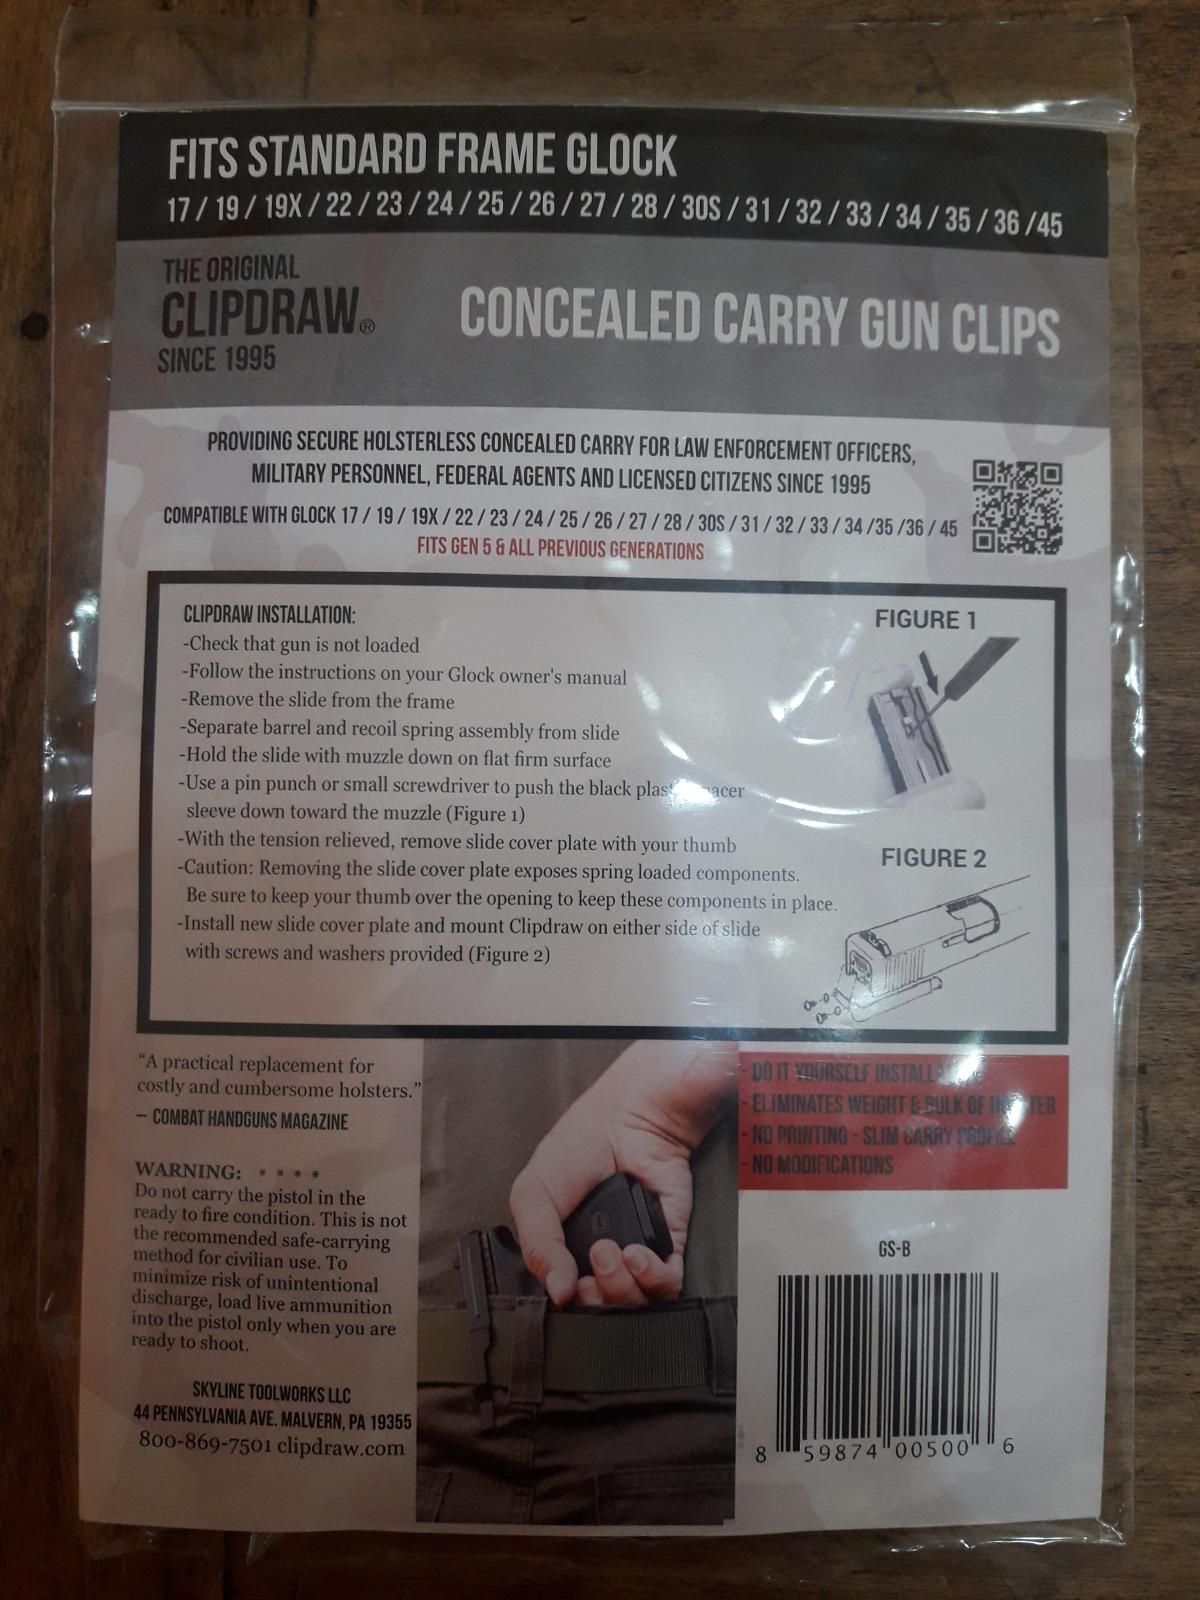 FITS STANDARD FRAME GLOCK
17 / 19 / 19X / 22 / 23 / 24 / 25 / 26 / 27 / 28 / 30S / 31 / 32 / 33 / 34 / 35 / 36 /45
THE ORIGINAL
CLIPDRAW®
SINCE 1995
CONCEALED CARRY GUN CLIPS
PROVIDING SECURE HOLSTERLESS CONCEALED CARRY FOR LAW ENFORCEMENT OFFICERS,
MILITARY PERSONNEL, FEDERAL AGENTS AND LICENSED CITIZENS SINCE 1995
COMPATIBLE WITH GLOCK 17 / 19 / 19X / 22 / 23 / 24 / 25 / 26 / 27 / 28 / 30S / 31 / 32 / 33 / 34 /35 /36 / 45
FITS GEN 5 & ALL PREVIOUS GENERATIONS
CLIPDRAW INSTALLATION:
-Check that gun is not loaded
-Follow the instructions on your Glock owner's manual
-Remove the slide from the frame
-Separate barrel and recoil spring assembly from slide
-Hold the slide with muzzle down on flat firm surface
-Use a pin punch or small screwdriver to push the black
sleeve down toward the muzzle (Figure 1)
-With the tension relieved, remove slide cover plate with your thumb
-Caution: Removing the slide cover plate exposes spring loaded components.
Be sure to keep your thumb over the opening to keep these components in place.
-Install new slide cover plate and mount Clipdraw on either side of slide
with screws and washers provided (Figure 2)
FIGURE 1
FIGURE 2
“A practical replacement for
costly and cumbersome holsters.”
– COMBAT HANDGUNS MAGAZINE
WARNING: * * * *
Do not carry the pistol in the
ready to fire condition. This is not
the recommended safe-carrying
method for civilian use. To
minimize risk of unintentional
discharge, load live ammunition
into the pistol only when you are
ready to shoot.
SKYLINE TOOLWORKS LLC
44 PENNSYLVANIA AVE. MALVERN, PA 19355
800-869-7501 clipdraw.com
- DO IT YOURSELF
- ELIMINATES WEIGHT & BULK OF
- NO PRINTING - SLIM CARRY PROFILE
- NO MODIFICATIONS
GS-B
8 59874 00500 6